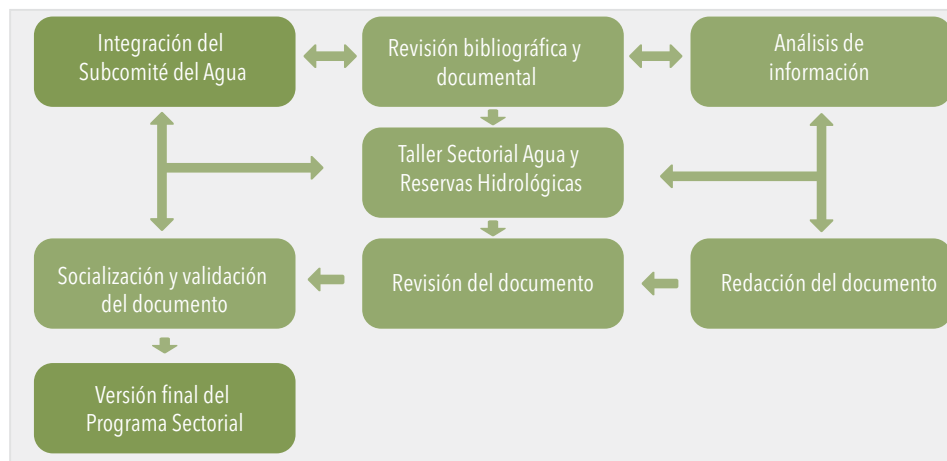 Integración del
Subcomité del Agua
Revisión bibliográfica y
documental
Análisis de
información
Taller Sectorial Agua y
Reservas Hidrológicas
Socialización y validación
del documento
Revisión del documento
Redacción del documento
Versión final del
Programa Sectorial